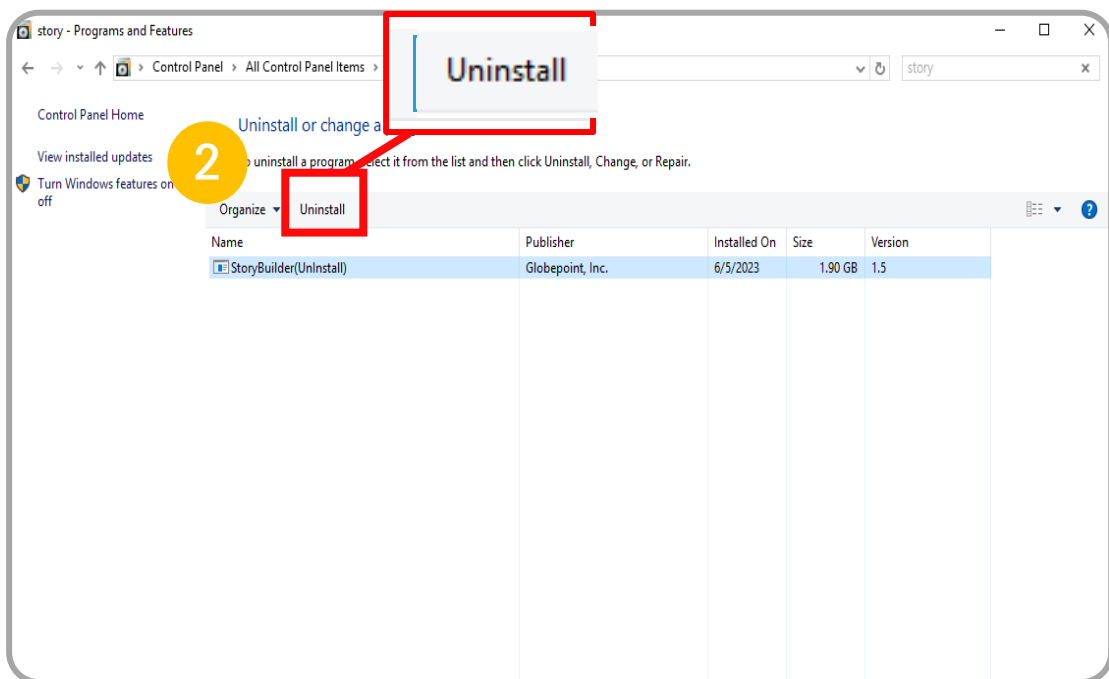 story - Programs and Features
Control Panel > All Control Panel Items >
story
Uninstall
Control Panel Home
View installed updates
Turn Windows features on
off
2
Uninstall or change a
uninstall a program, select it from the list and then click Uninstall, Change, or Repair.
Organize Uninstall
Name Publisher Installed On Size Version
StoryBuilder(UnInstall) Globepoint, Inc. 6/5/2023 1.90 GB 1.5